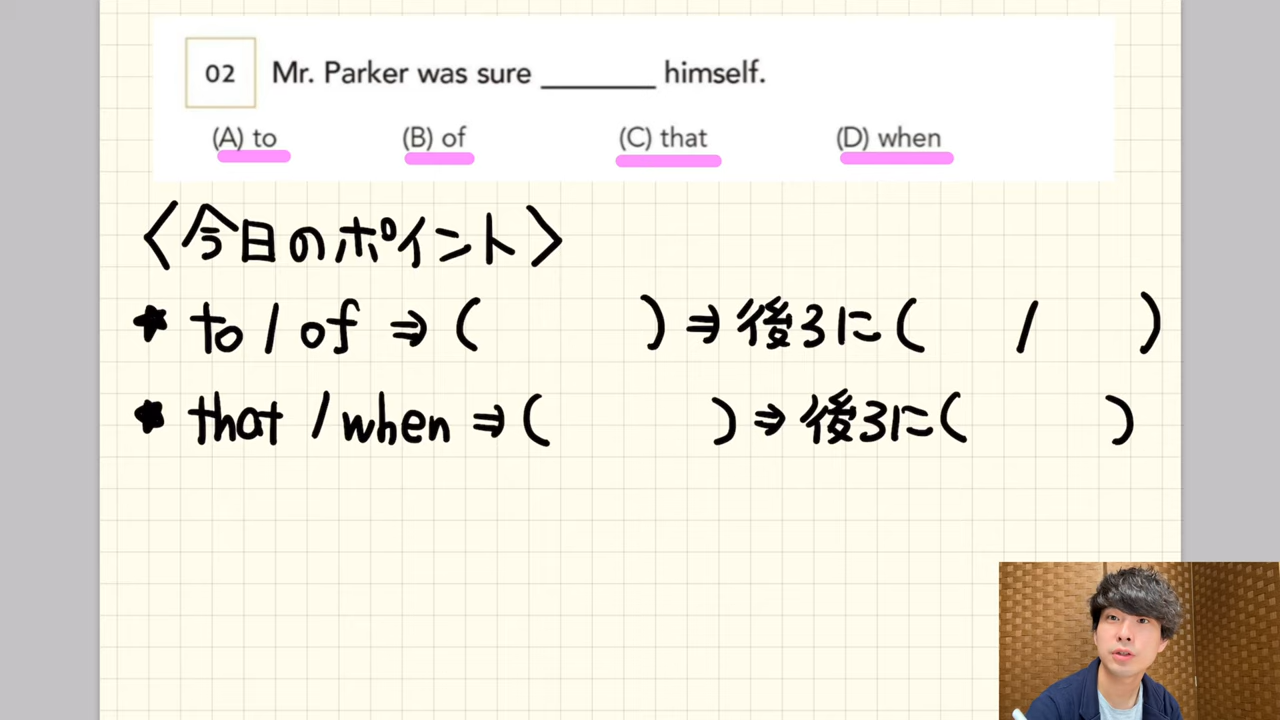 02 Mr. Parker was sure ________ himself.
(A) to (B) of (C) that (D) when
〈今日のポイント〉
★ to / of ⇒ ( ) ⇒ 後ろに( / )
★ that / when ⇒ ( ) ⇒ 後ろに( )